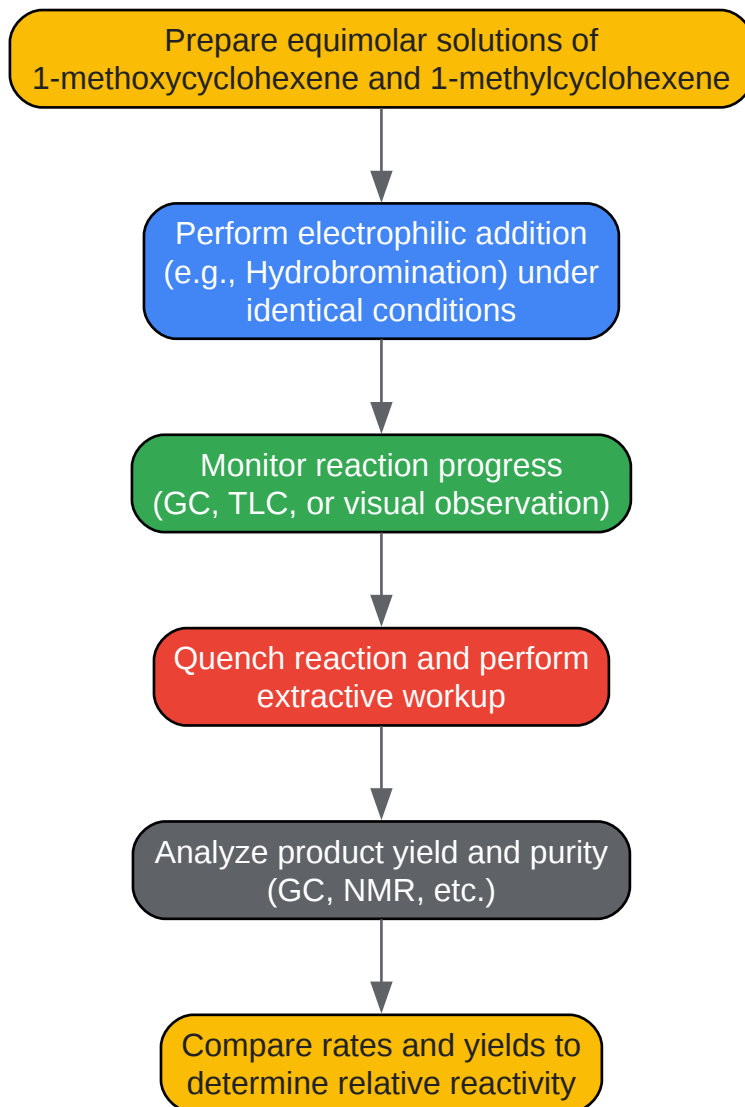 Prepare equimolar solutions of
1-methoxycyclohexene and 1-methylcyclohexene
Perform electrophilic addition
(e.g., Hydrobromination) under
identical conditions
Monitor reaction progress
(GC, TLC, or visual observation)
Quench reaction and perform
extractive workup
Analyze product yield and purity
(GC, NMR, etc.)
Compare rates and yields to
determine relative reactivity